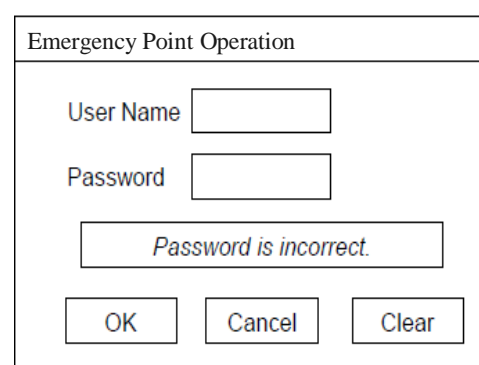 Emergency Point Operation
User Name
Password
Password is incorrect.
OK Cancel Clear